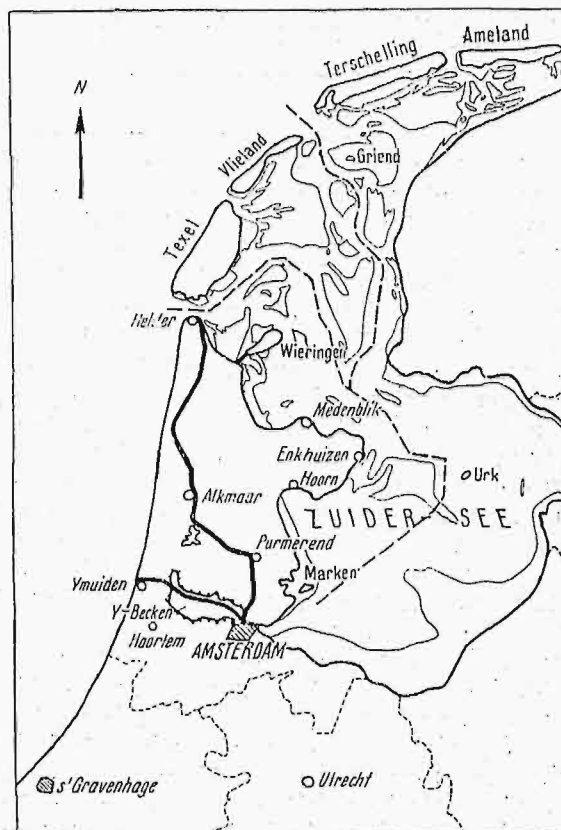 Ameland
Terschelling
N
Griend
Vlieland
Texel
Helder
Wieringen
Medenblik
Enkhuizen
Hoorn
Urk
Alkmaar
ZUIDER SEE
Purmerend
Ymuiden
Marken
Y-Becken
Haarlem
AMSTERDAM
s'Gravenhage
Utrecht